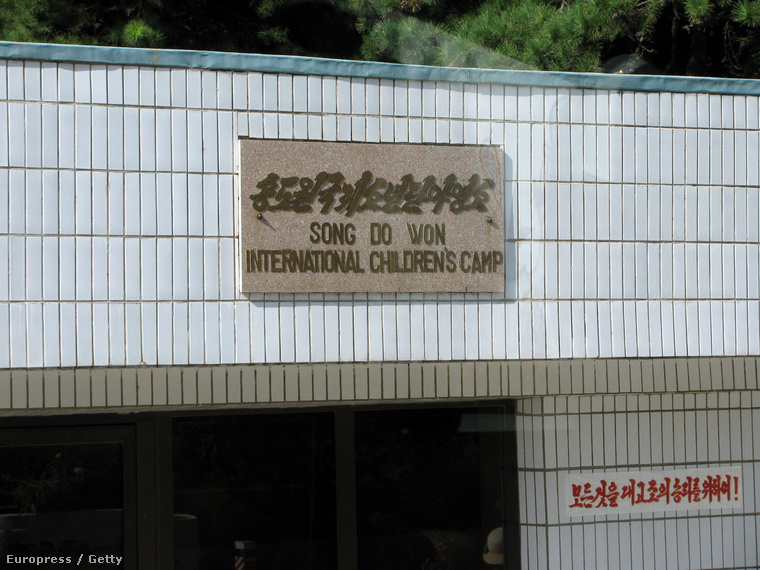 송도원국제소년단야영소
SONG DO WON
INTERNATIONAL CHILDREN'S CAMP
모든것을 대고조의 승리를 위하여!
Europress / Getty